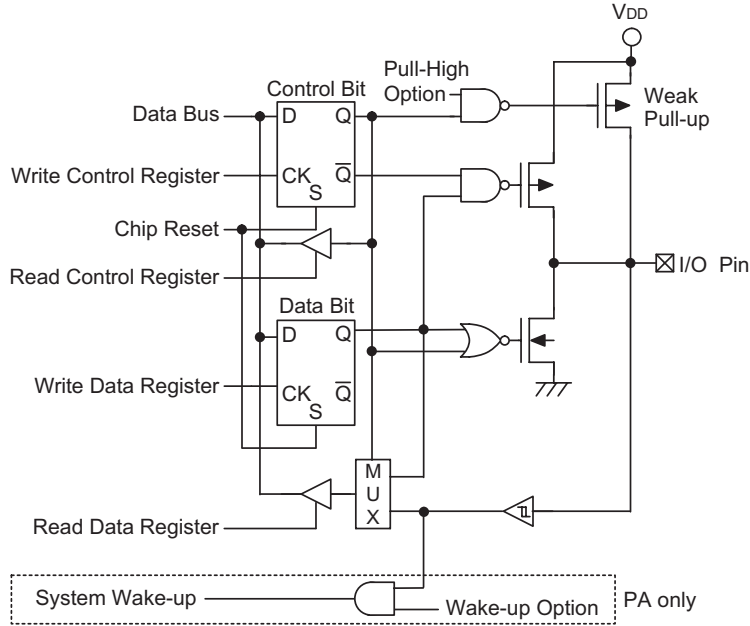 VDD
Control Bit
Pull-High
Option
Weak
Pull-up
Data Bus
D
Q
Write Control Register
CK
Q
S
Chip Reset
Read Control Register
I/O Pin
Data Bit
D
Q
Write Data Register
CK
Q
S
M
U
X
Read Data Register
System Wake-up
Wake-up Option
PA only